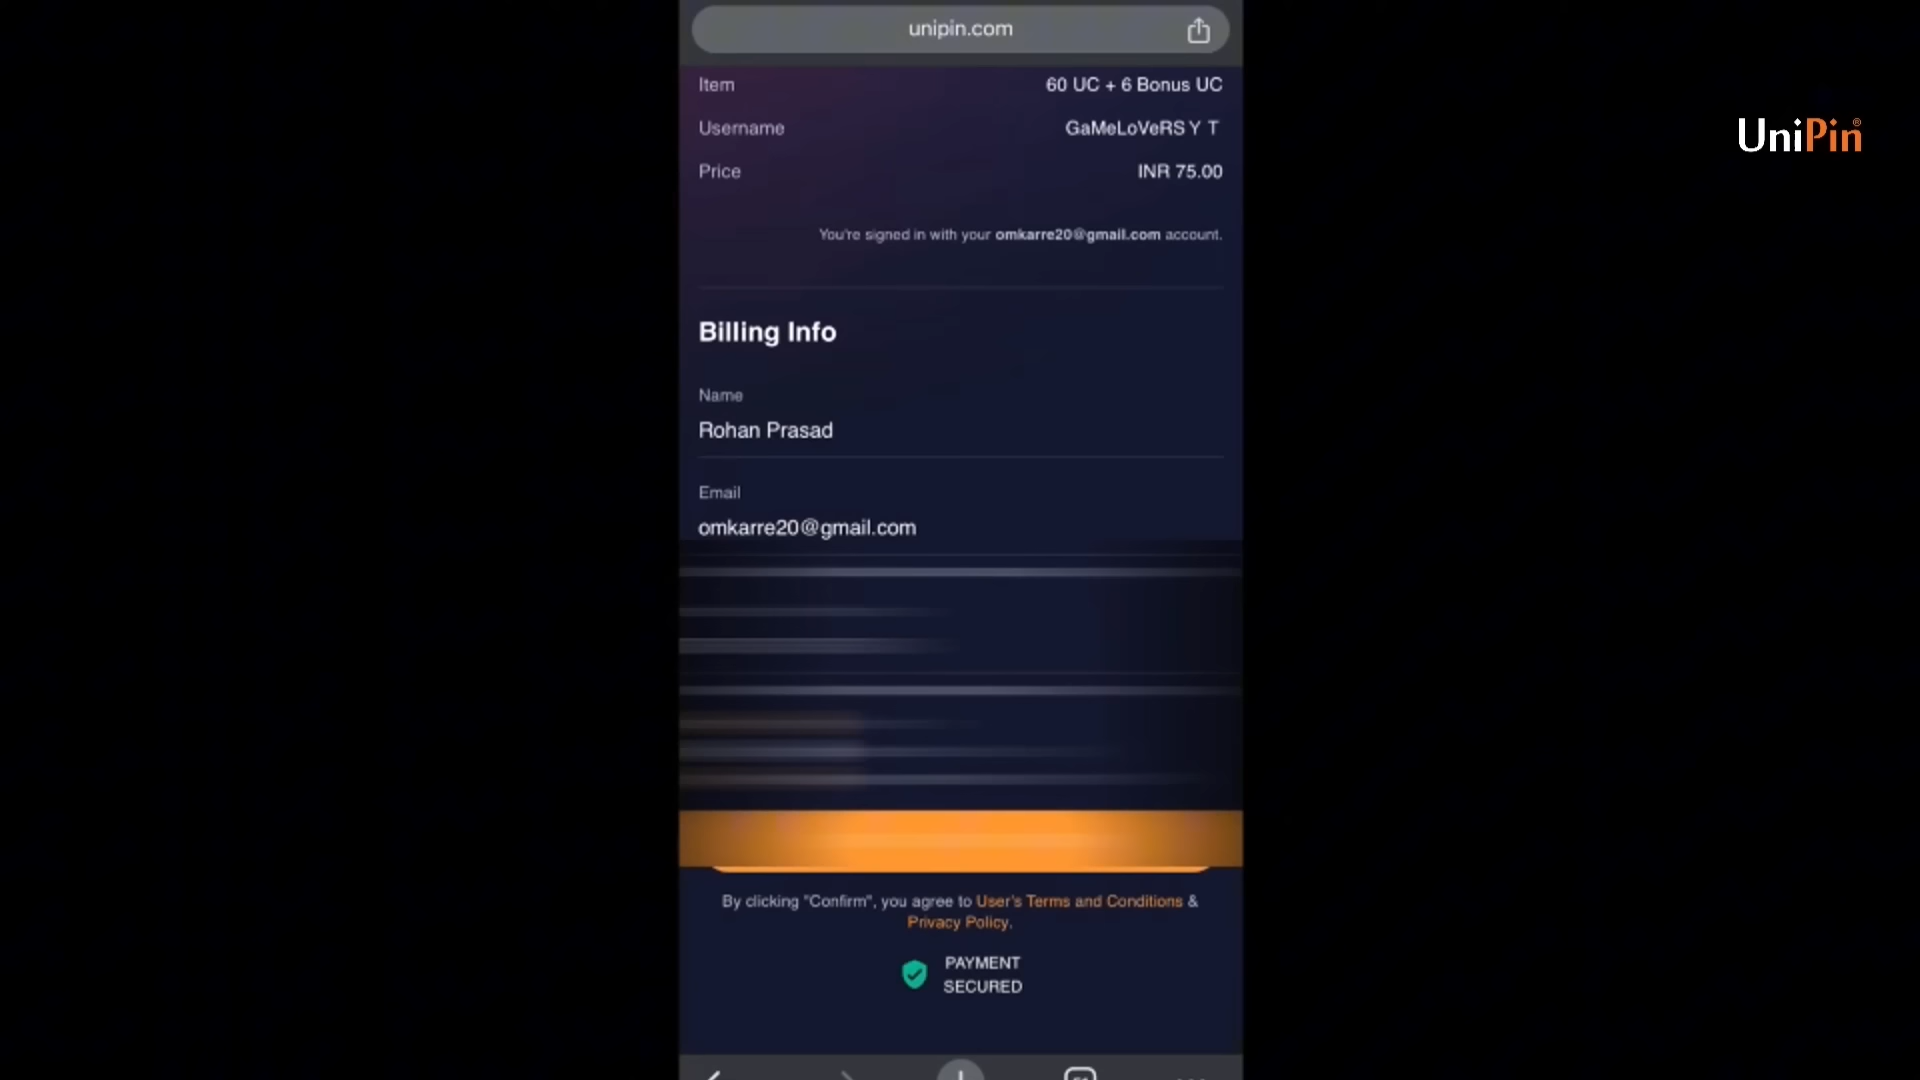 unipin.com
Item 60 UC + 6 Bonus UC
Username GaMeLoVeRS Y T
Price INR 75.00
You're signed in with your omkarre20@gmail.com account.
Billing Info
Name
Rohan Prasad
Email
omkarre20@gmail.com
By clicking "Confirm", you agree to User's Terms and Conditions &
Privacy Policy.
PAYMENT
SECURED
UniPin®